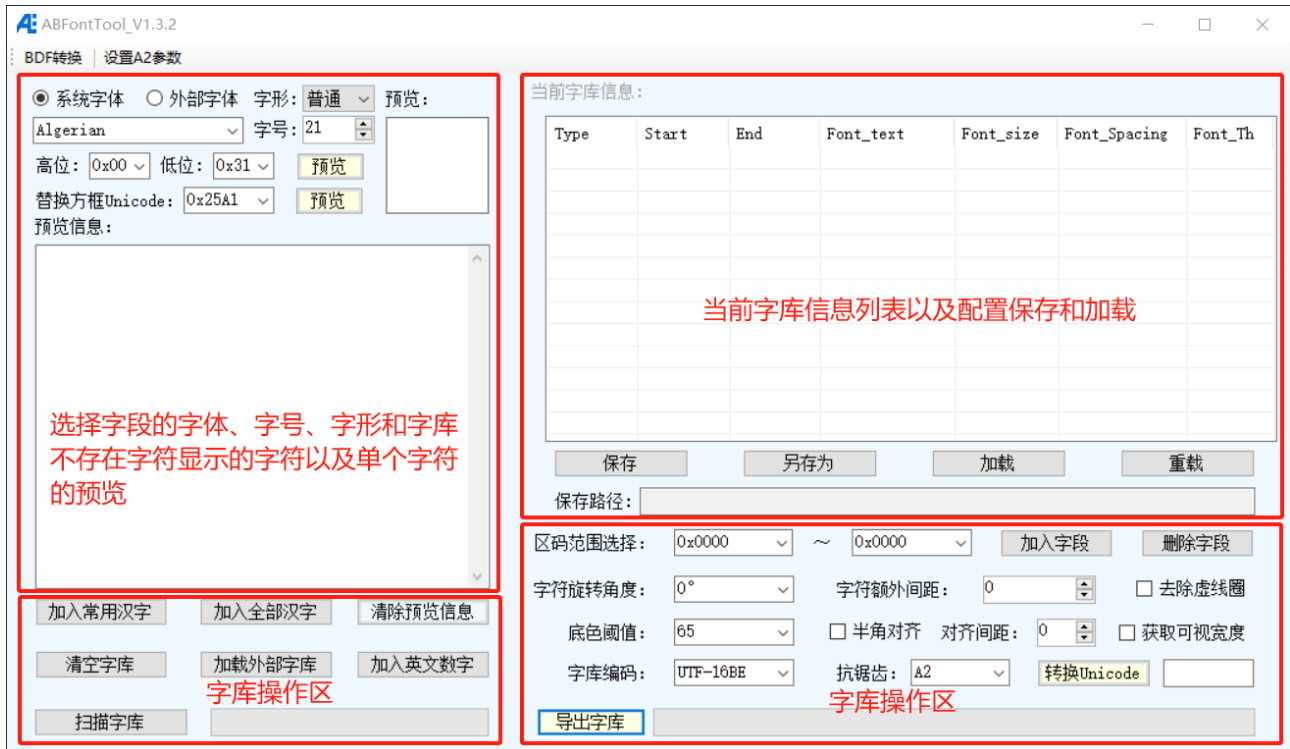 ABFontTool_V1.3.2
BDF转换 设置A2参数
系统字体 外部字体 字形: 普通 预览:
Algerian 字号: 21
高位: 0x00 低位: 0x31 预览
替换方框Unicode: 0x25A1 预览
预览信息:
选择字段的字体、字号、字形和字库
不存在字符显示的字符以及单个字符
的预览
加入常用汉字 加入全部汉字 清除预览信息
清空字库 加载外部字库 加入英文数字
字库操作区
扫描字库
当前字库信息:
Type Start End Font_text Font_size Font_Spacing Font_Th
当前字库信息列表以及配置保存和加载
保存 另存为 加载 重载
保存路径:
区码范围选择: 0x0000 ~ 0x0000 加入字段 删除字段
字符旋转角度: 0° 字符额外间距: 0 去除虚线圈
底色阈值: 65 半角对齐 对齐间距: 0 获取可视宽度
字库编码: UTF-16BE 抗锯齿: A2 转换Unicode
字库操作区
导出字库